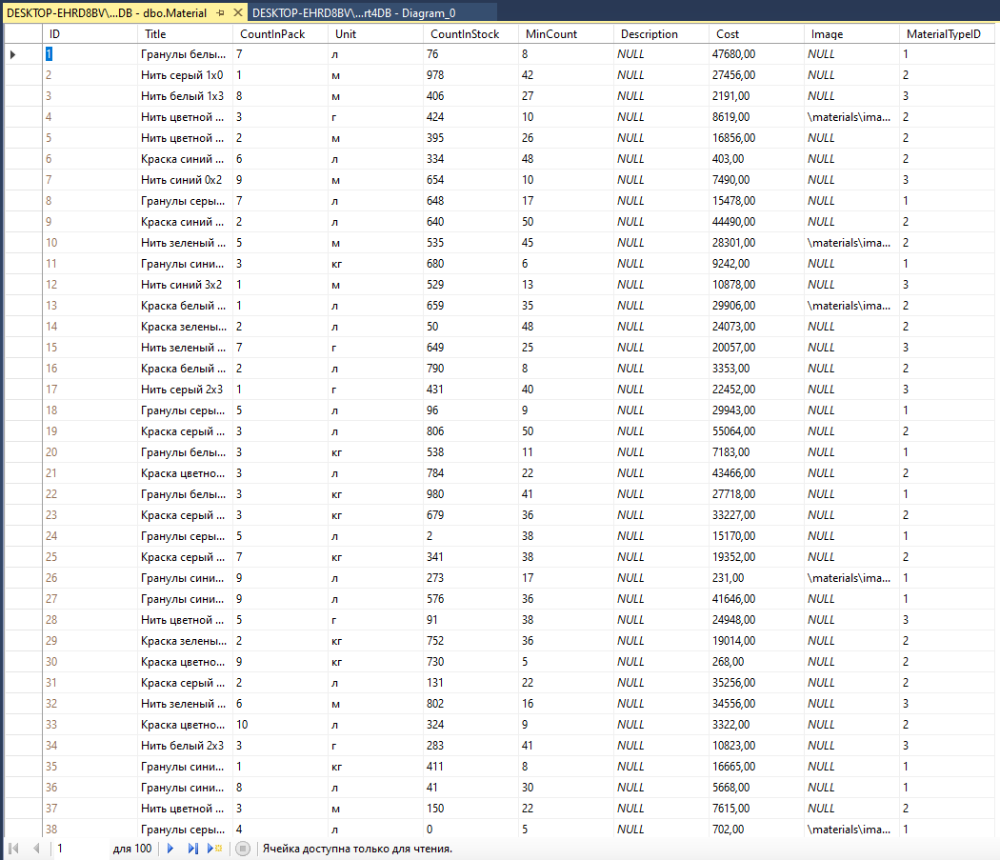 DESKTOP-EHRD8BV\...DB - dbo.Material DESKTOP-EHRD8BV\...rt4DB - Diagram_0
ID Title CountInPack Unit CountInStock MinCount Description Cost Image MaterialTypeID
1 Гранулы белы... 7 л 76 8 NULL 47680,00 NULL 1
2 Нить серый 1x0 1 м 978 42 NULL 27456,00 NULL 2
3 Нить белый 1x3 8 м 406 27 NULL 2191,00 NULL 3
4 Нить цветной ... 3 г 424 10 NULL 8619,00 \materials\ima... 2
5 Нить цветной ... 2 м 395 26 NULL 16856,00 NULL 2
6 Краска синий ... 6 л 334 48 NULL 403,00 NULL 2
7 Нить синий 0x2 9 м 654 10 NULL 7490,00 NULL 3
8 Гранулы серы... 7 л 648 17 NULL 15478,00 NULL 1
9 Краска синий ... 2 л 640 50 NULL 44490,00 NULL 2
10 Нить зеленый ... 5 м 535 45 NULL 28301,00 \materials\ima... 2
11 Гранулы сини... 3 кг 680 6 NULL 9242,00 NULL 1
12 Нить синий 3x2 1 м 529 13 NULL 10878,00 NULL 3
13 Краска белый ... 1 л 659 35 NULL 29906,00 \materials\ima... 2
14 Краска зелены... 2 л 50 48 NULL 24073,00 NULL 2
15 Нить зеленый ... 7 г 649 25 NULL 20057,00 NULL 3
16 Краска белый ... 2 л 790 8 NULL 3353,00 NULL 2
17 Нить серый 2x3 1 г 431 40 NULL 22452,00 NULL 3
18 Гранулы серы... 5 л 96 9 NULL 29943,00 NULL 1
19 Краска серый ... 3 л 806 50 NULL 55064,00 NULL 2
20 Гранулы белы... 3 кг 538 11 NULL 7183,00 NULL 1
21 Краска цветно... 3 л 784 22 NULL 43466,00 NULL 2
22 Гранулы белы... 3 кг 980 41 NULL 27718,00 NULL 1
23 Краска серый ... 3 кг 679 36 NULL 33227,00 NULL 2
24 Гранулы серы... 5 л 2 38 NULL 15170,00 NULL 1
25 Краска серый ... 7 кг 341 38 NULL 19352,00 NULL 2
26 Гранулы сини... 9 л 273 17 NULL 231,00 \materials\ima... 1
27 Гранулы сини... 9 л 576 36 NULL 41646,00 NULL 1
28 Нить цветной ... 5 г 91 38 NULL 24948,00 NULL 3
29 Краска зелены... 2 кг 752 36 NULL 19014,00 NULL 2
30 Краска цветно... 9 кг 730 5 NULL 268,00 NULL 2
31 Краска серый ... 2 л 131 22 NULL 35256,00 NULL 2
32 Нить зеленый ... 6 м 802 16 NULL 34556,00 NULL 3
33 Краска цветно... 10 л 324 9 NULL 3322,00 NULL 2
34 Нить белый 2x3 3 г 283 41 NULL 10823,00 NULL 3
35 Гранулы сини... 1 кг 411 8 NULL 16665,00 NULL 1
36 Гранулы сини... 8 л 41 30 NULL 5668,00 NULL 1
37 Нить цветной ... 3 м 150 22 NULL 7615,00 NULL 2
38 Гранулы серы... 4 л 0 5 NULL 702,00 \materials\ima... 1
1 для 100 Ячейка доступна только для чтения.